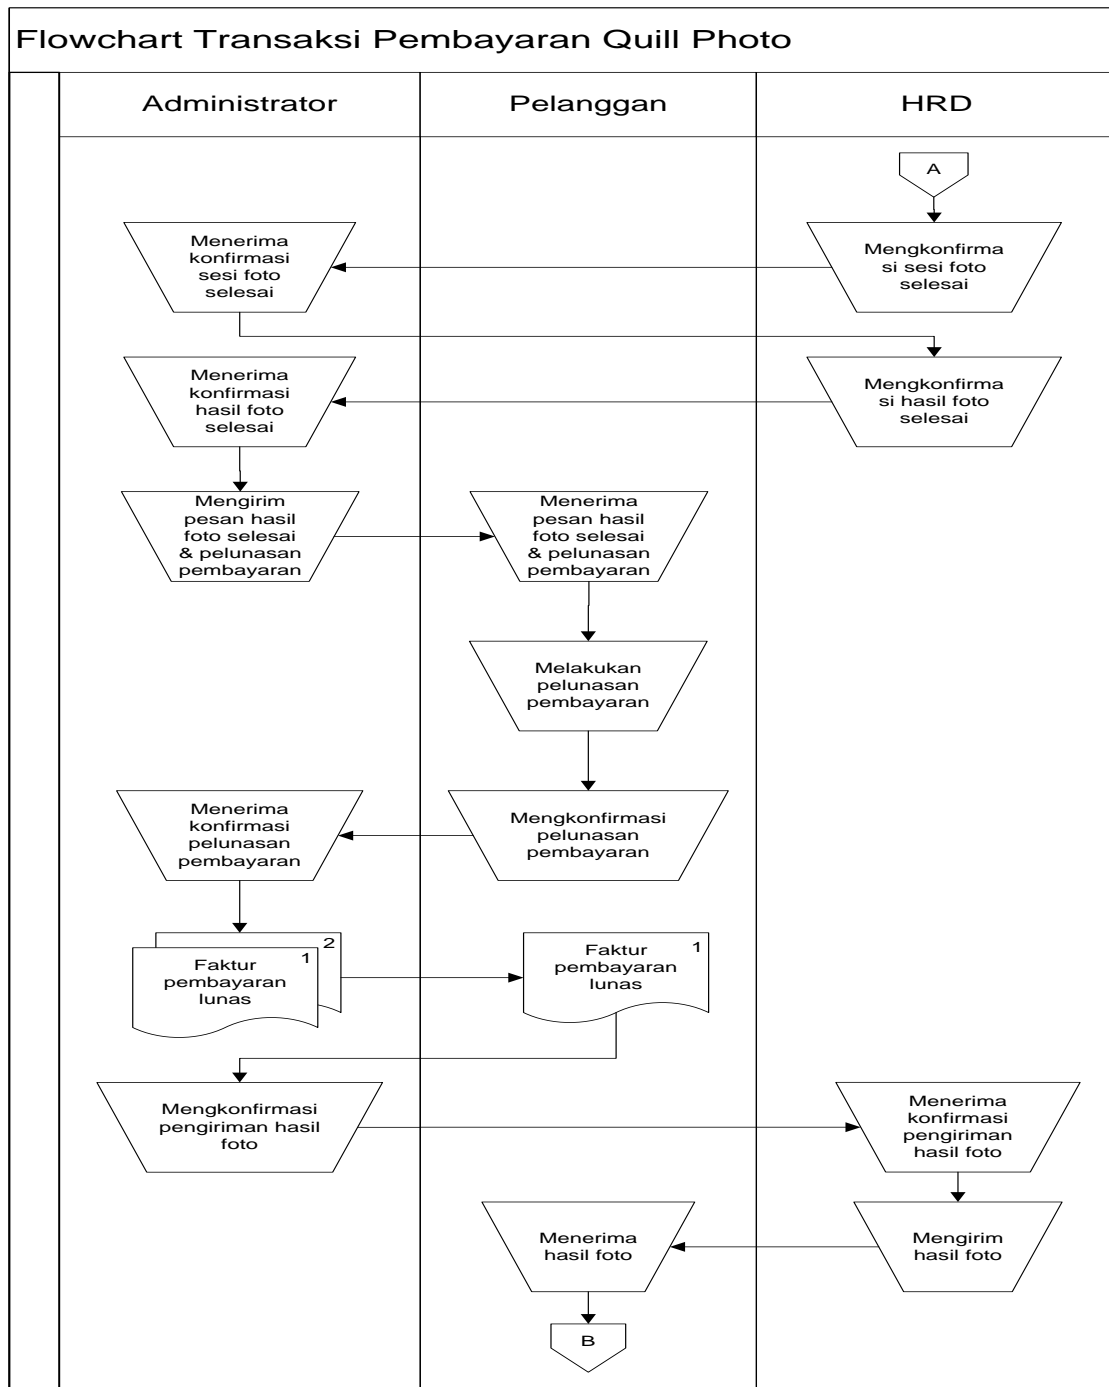 Flowchart Transaksi Pembayaran Quill Photo
Administrator
Pelanggan
HRD
A
Menerima
konfirmasi
sesi foto
selesai
Mengkonfirma
si sesi foto
selesai
Menerima
konfirmasi
hasil foto
selesai
Mengkonfirma
si hasil foto
selesai
Mengirim
pesan hasil
foto selesai
& pelunasan
pembayaran
Menerima
pesan hasil
foto selesai
& pelunasan
pembayaran
Melakukan
pelunasan
pembayaran
Menerima
konfirmasi
pelunasan
pembayaran
Mengkonfirmasi
pelunasan
pembayaran
2
1
Faktur
pembayaran
lunas
1
Faktur
pembayaran
lunas
Mengkonfirmasi
pengiriman hasil
foto
Menerima
konfirmasi
pengiriman
hasil foto
Menerima
hasil foto
Mengirim
hasil foto
B